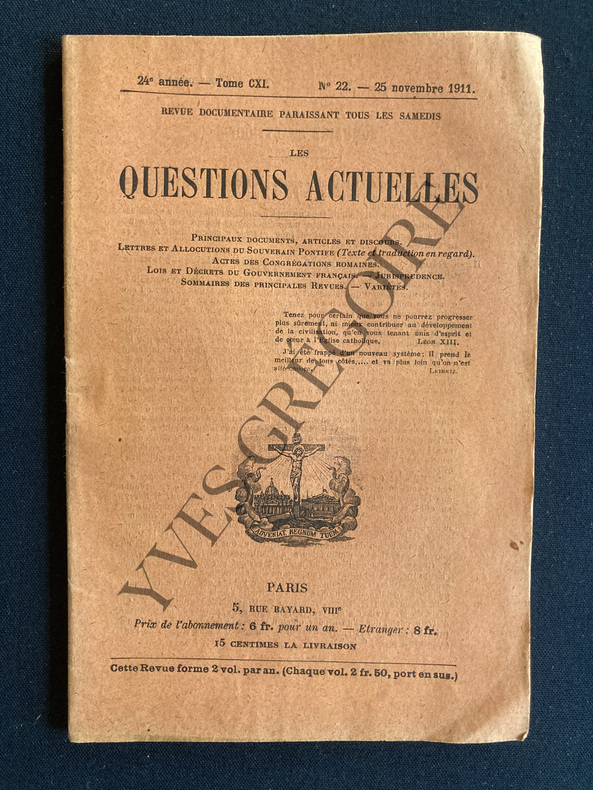 24e année. — Tome CXI. No 22. — 25 novembre 1911.
REVUE DOCUMENTAIRE PARAISSANT TOUS LES SAMEDIS
LES
QUESTIONS ACTUELLES
PRINCIPAUX DOCUMENTS, ARTICLES ET DISCOURS.
LETTRES ET ALLOCUTIONS DU SOUVERAIN PONTIFE (Texte et traduction en regard).
ACTES DES CONGRÉGATIONS ROMAINES.
LOIS ET DÉCRETS DU GOUVERNEMENT FRANÇAIS. — JURISPRUDENCE.
SOMMAIRES DES PRINCIPALES REVUES. — VARIÉTÉS.
Tenez pour certain que vous ne pourrez progresser
plus sûrement, ni mieux contribuer au développement
de la civilisation, qu'en vous tenant unis d'esprit et
de cœur à l'Eglise catholique. LÉON XIII.
J'ai été frappé d'un nouveau système; il prend le
meilleur de tous côtés,.... et va plus loin qu'on n'est
allé encore. LEIBNIZ.
ADVENIAT REGNUM TUUM
PARIS
5, RUE BAYARD, VIIIe
Prix de l'abonnement : 6 fr. pour un an. — Etranger : 8 fr.
15 CENTIMES LA LIVRAISON
Cette Revue forme 2 vol. par an. (Chaque vol. 2 fr. 50, port en sus.)
YVES GRÉGOIRE